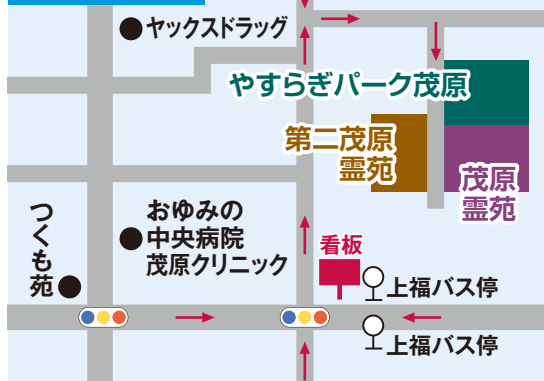 ヤックスドラッグ
やすらぎパーク茂原
第二茂原
霊苑
茂原
霊苑
つくも苑
おゆみの
中央病院
茂原クリニック
看板
上福バス停
上福バス停